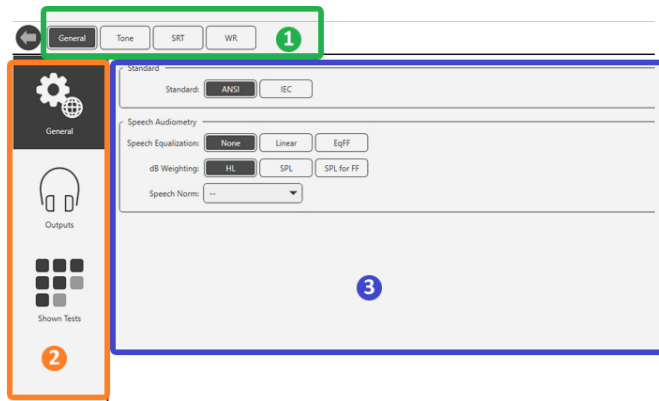 General Tone SRT WR 1
Standard
Standard: ANSI IEC
General
Speech Audiometry
Speech Equalization: None Linear EqFF
dB Weighting: HL SPL SPL for FF
Speech Norm: --
Outputs
3
Shown Tests
2